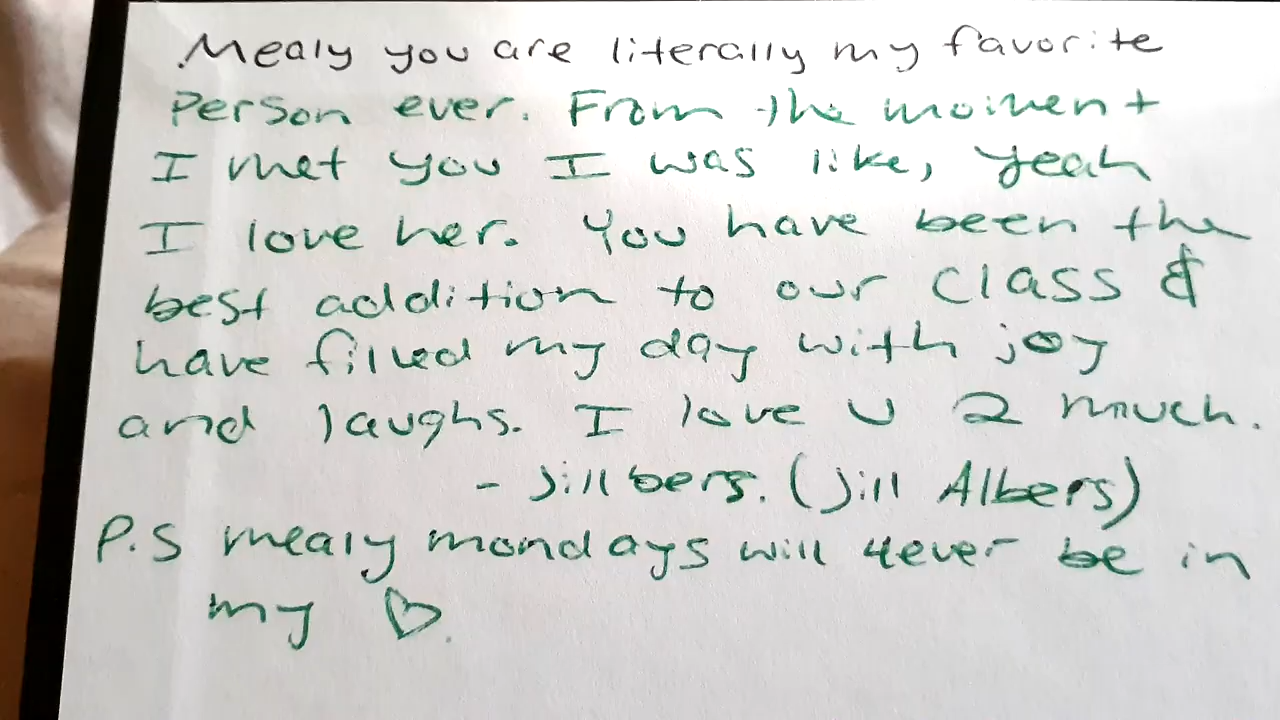 Mealy you are literally my favorite
Person ever. From the moment
I met you I was like, yeah
I love her. You have been the
best addition to our class &
have filled my day with joy
and laughs. I love u 2 much.
- Jillbers. (Jill Albers)
P.S mealy mondays will 4ever be in
my ♡.